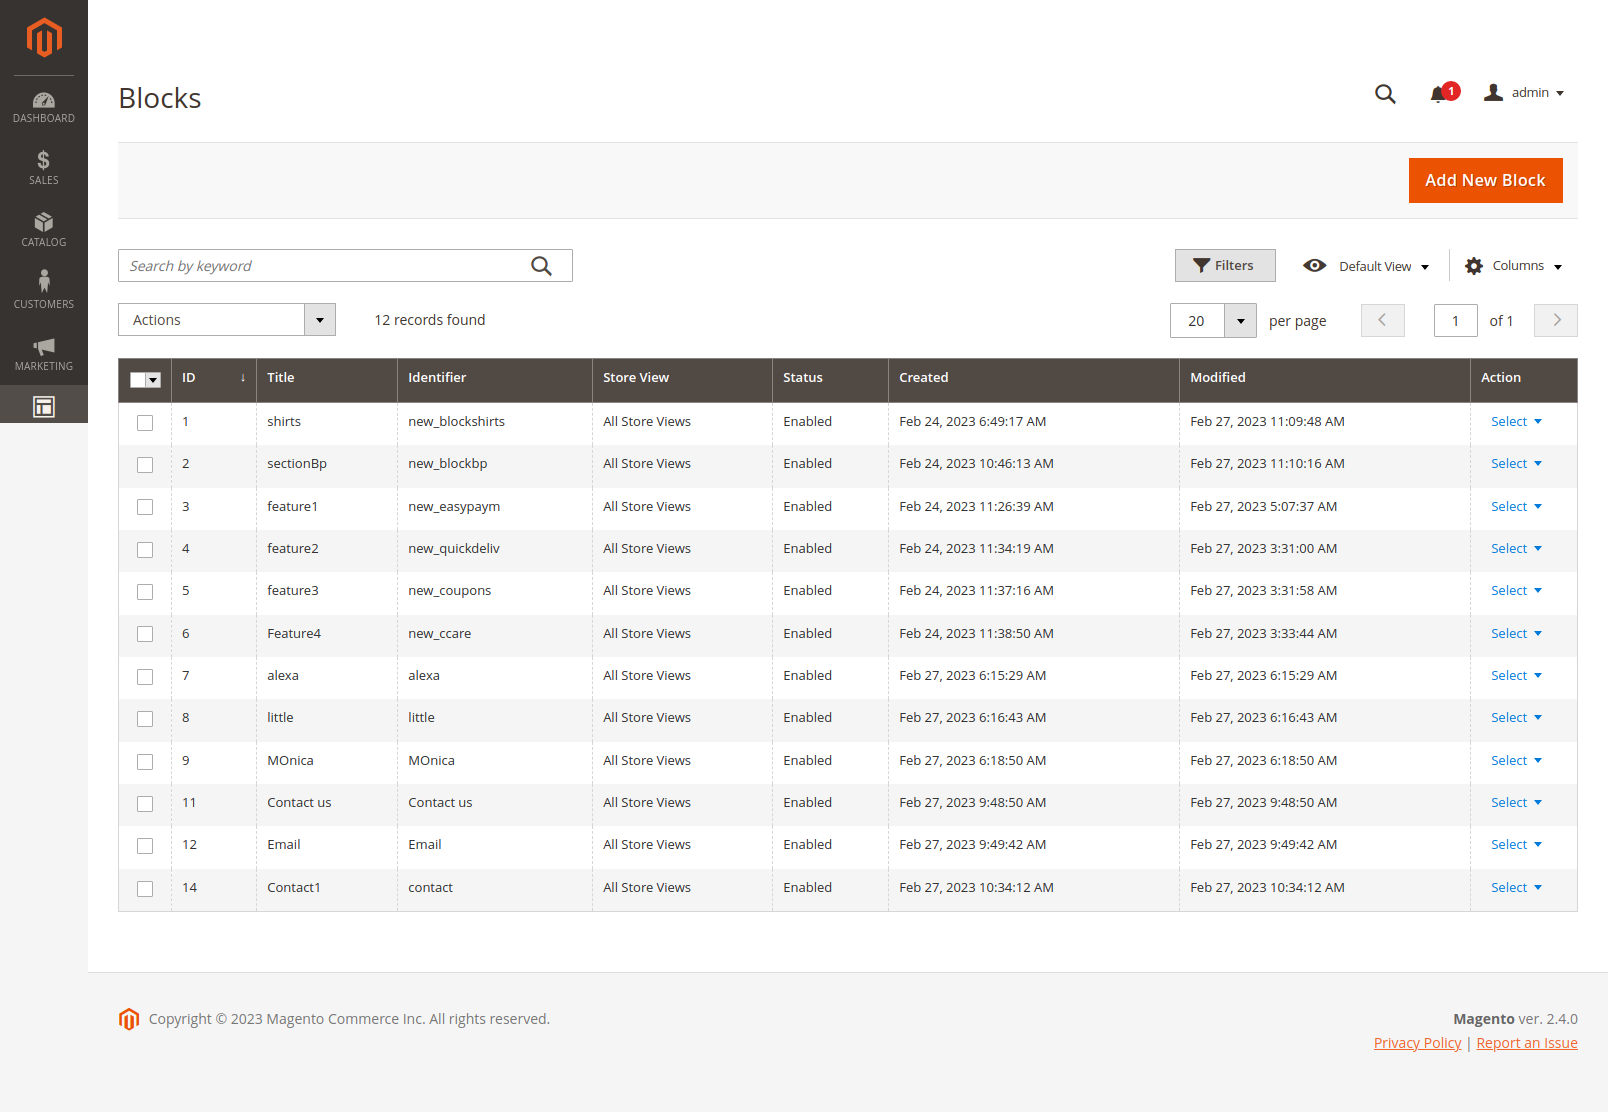 Blocks
1
admin
DASHBOARD
SALES
CATALOG
CUSTOMERS
MARKETING
Add New Block
Search by keyword
Filters
Default View
Columns
Actions
12 records found
20
per page
1
of 1
ID ↓ Title Identifier Store View Status Created Modified Action
1 shirts new_blockshirts All Store Views Enabled Feb 24, 2023 6:49:17 AM Feb 27, 2023 11:09:48 AM Select
2 sectionBp new_blockbp All Store Views Enabled Feb 24, 2023 10:46:13 AM Feb 27, 2023 11:10:16 AM Select
3 feature1 new_easypaym All Store Views Enabled Feb 24, 2023 11:26:39 AM Feb 27, 2023 5:07:37 AM Select
4 feature2 new_quickdeliv All Store Views Enabled Feb 24, 2023 11:34:19 AM Feb 27, 2023 3:31:00 AM Select
5 feature3 new_coupons All Store Views Enabled Feb 24, 2023 11:37:16 AM Feb 27, 2023 3:31:58 AM Select
6 Feature4 new_ccare All Store Views Enabled Feb 24, 2023 11:38:50 AM Feb 27, 2023 3:33:44 AM Select
7 alexa alexa All Store Views Enabled Feb 27, 2023 6:15:29 AM Feb 27, 2023 6:15:29 AM Select
8 little little All Store Views Enabled Feb 27, 2023 6:16:43 AM Feb 27, 2023 6:16:43 AM Select
9 MOnica MOnica All Store Views Enabled Feb 27, 2023 6:18:50 AM Feb 27, 2023 6:18:50 AM Select
11 Contact us Contact us All Store Views Enabled Feb 27, 2023 9:48:50 AM Feb 27, 2023 9:48:50 AM Select
12 Email Email All Store Views Enabled Feb 27, 2023 9:49:42 AM Feb 27, 2023 9:49:42 AM Select
14 Contact1 contact All Store Views Enabled Feb 27, 2023 10:34:12 AM Feb 27, 2023 10:34:12 AM Select
Copyright © 2023 Magento Commerce Inc. All rights reserved.
Magento ver. 2.4.0
Privacy Policy | Report an Issue